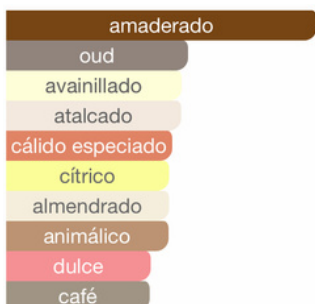 amaderado
oud
avainillado
atalcado
cálido especiado
cítrico
almendrado
animálico
dulce
café